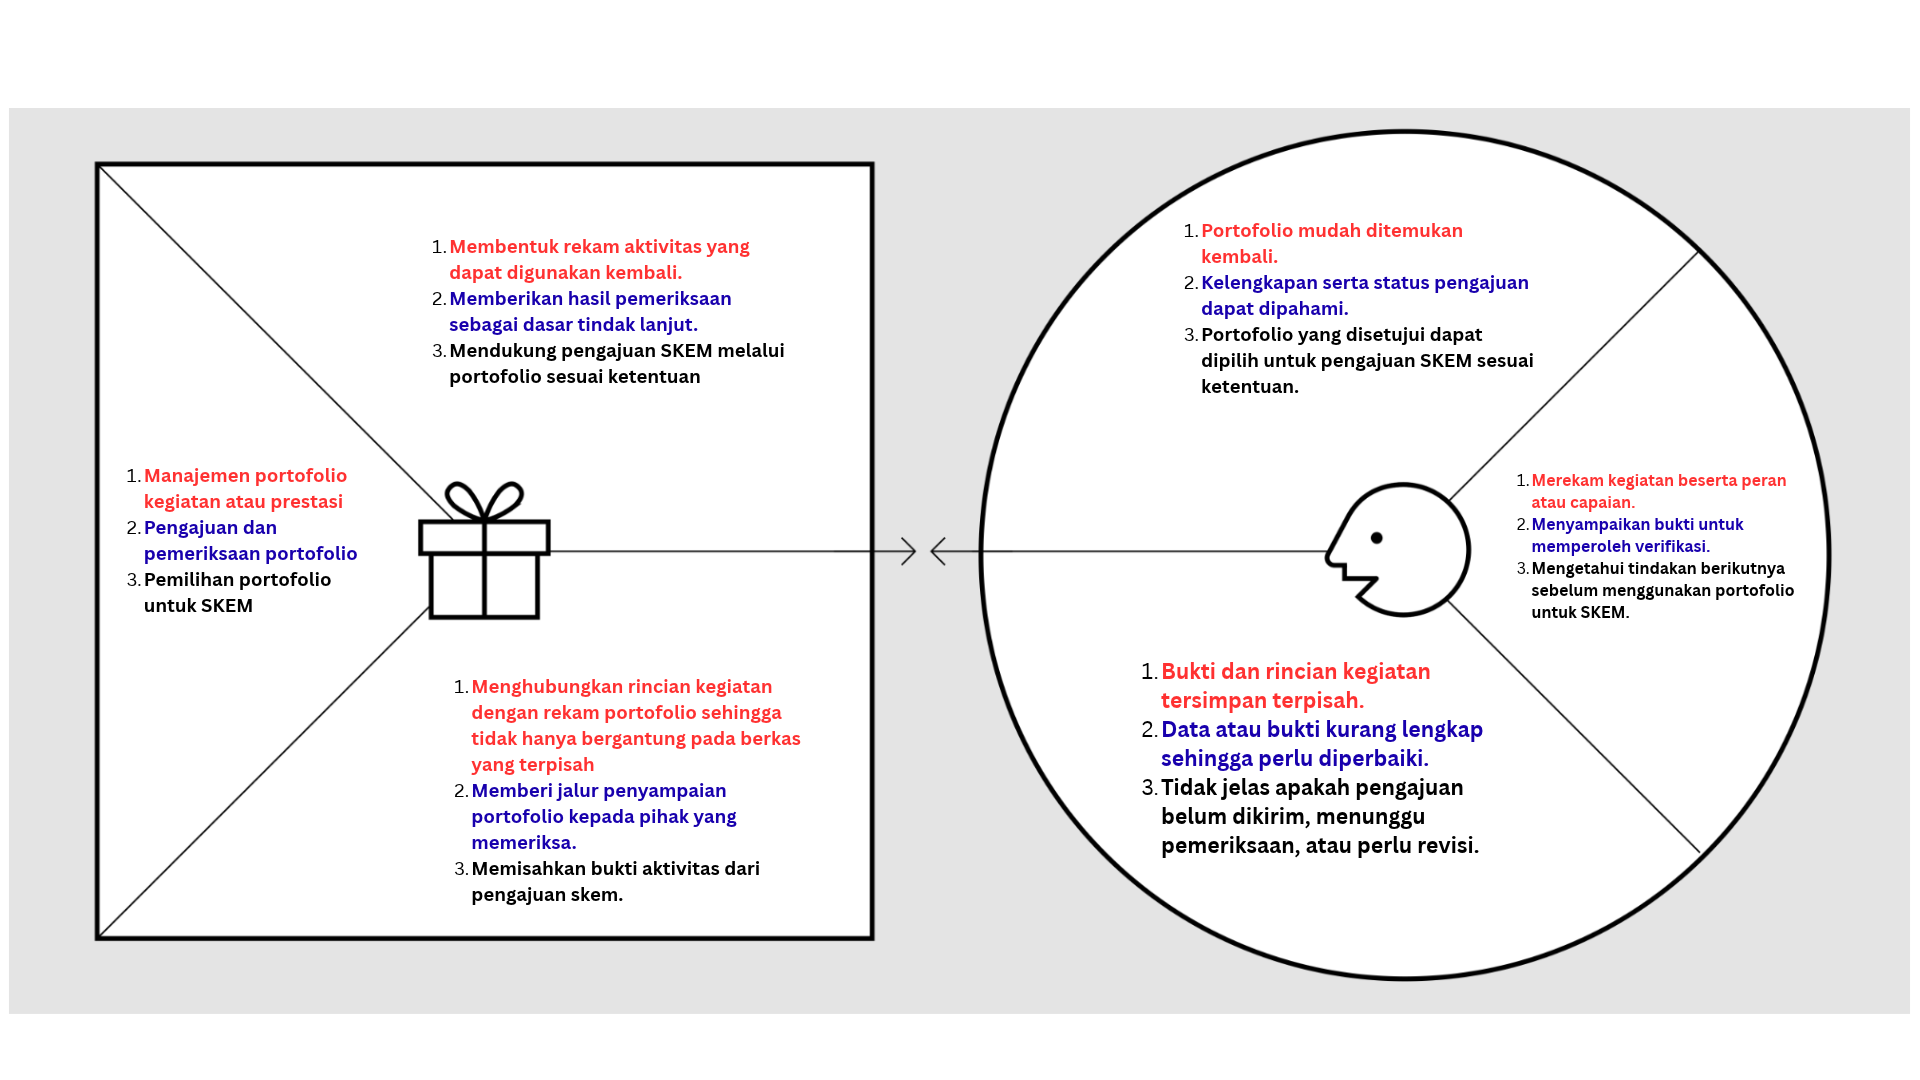 1. Membentuk rekam aktivitas yang
dapat digunakan kembali.
2. Memberikan hasil pemeriksaan
sebagai dasar tindak lanjut.
3. Mendukung pengajuan SKEM melalui
portofolio sesuai ketentuan
1. Manajemen portofolio
kegiatan atau prestasi
2. Pengajuan dan
pemeriksaan portofolio
3. Pemilihan portofolio
untuk SKEM
1. Menghubungkan rincian kegiatan
dengan rekam portofolio sehingga
tidak hanya bergantung pada berkas
yang terpisah
2. Memberi jalur penyampaian
portofolio kepada pihak yang
memeriksa.
3. Memisahkan bukti aktivitas dari
pengajuan skem.
1. Portofolio mudah ditemukan
kembali.
2. Kelengkapan serta status pengajuan
dapat dipahami.
3. Portofolio yang disetujui dapat
dipilih untuk pengajuan SKEM sesuai
ketentuan.
1. Merekam kegiatan beserta peran
atau capaian.
2. Menyampaikan bukti untuk
memperoleh verifikasi.
3. Mengetahui tindakan berikutnya
sebelum menggunakan portofolio
untuk SKEM.
1. Bukti dan rincian kegiatan
tersimpan terpisah.
2. Data atau bukti kurang lengkap
sehingga perlu diperbaiki.
3. Tidak jelas apakah pengajuan
belum dikirim, menunggu
pemeriksaan, atau perlu revisi.